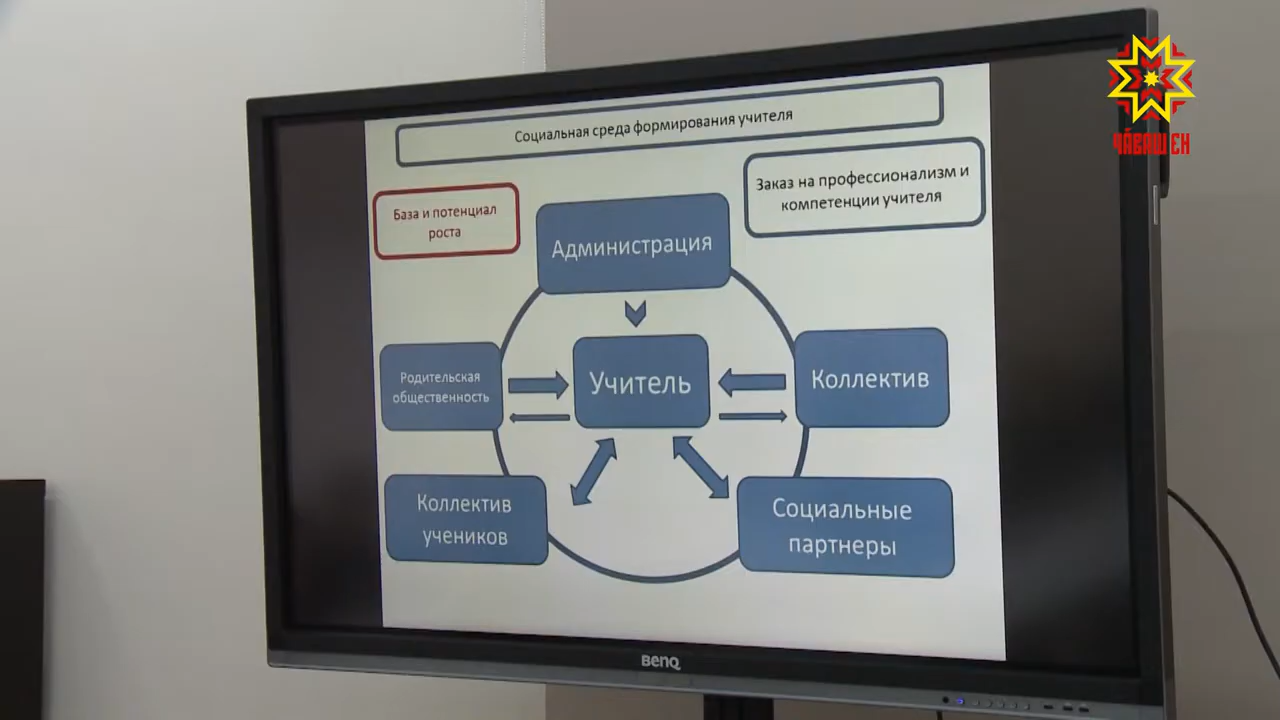 ЧӐВАШ ЕН
Социальная среда формирования учителя
Заказ на профессионализм и
компетенции учителя
База и потенциал
роста
Администрация
Родительская
общественность
Учитель
Коллектив
Коллектив
учеников
Социальные
партнеры
BenQ